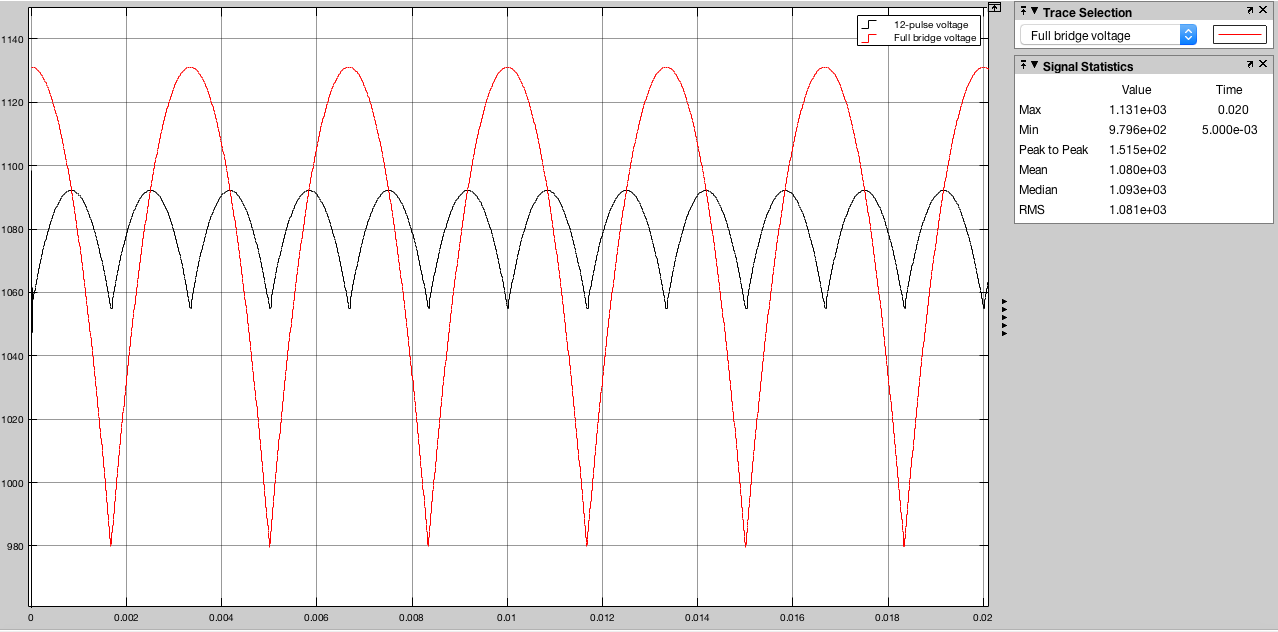 12-pulse voltage
Full bridge voltage
1140
1120
1100
1080
1060
1040
1020
1000
980
0 0.002 0.004 0.006 0.008 0.01 0.012 0.014 0.016 0.018 0.02
Trace Selection
Full bridge voltage
Signal Statistics
Value Time
Max 1.131e+03 0.020
Min 9.796e+02 5.000e-03
Peak to Peak 1.515e+02
Mean 1.080e+03
Median 1.093e+03
RMS 1.081e+03